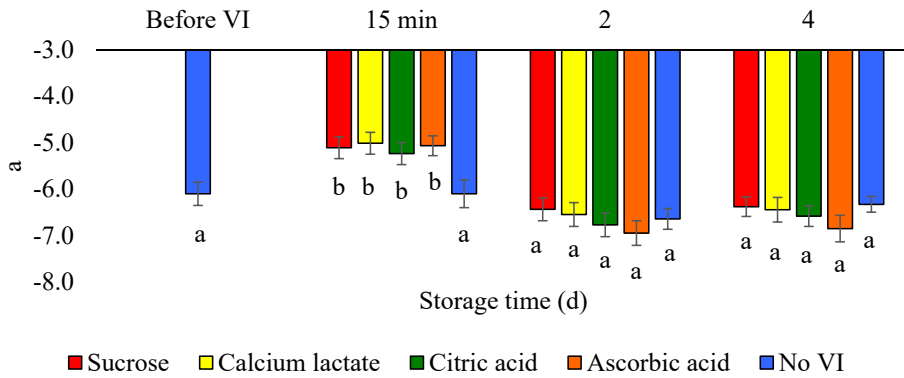 Before VI 15 min 2 4
-3.0
-4.0
-5.0
-6.0
-7.0
-8.0
a
b b b b a
a
a a a a a
a a a a a
Storage time (d)
Sucrose Calcium lactate Citric acid Ascorbic acid No VI